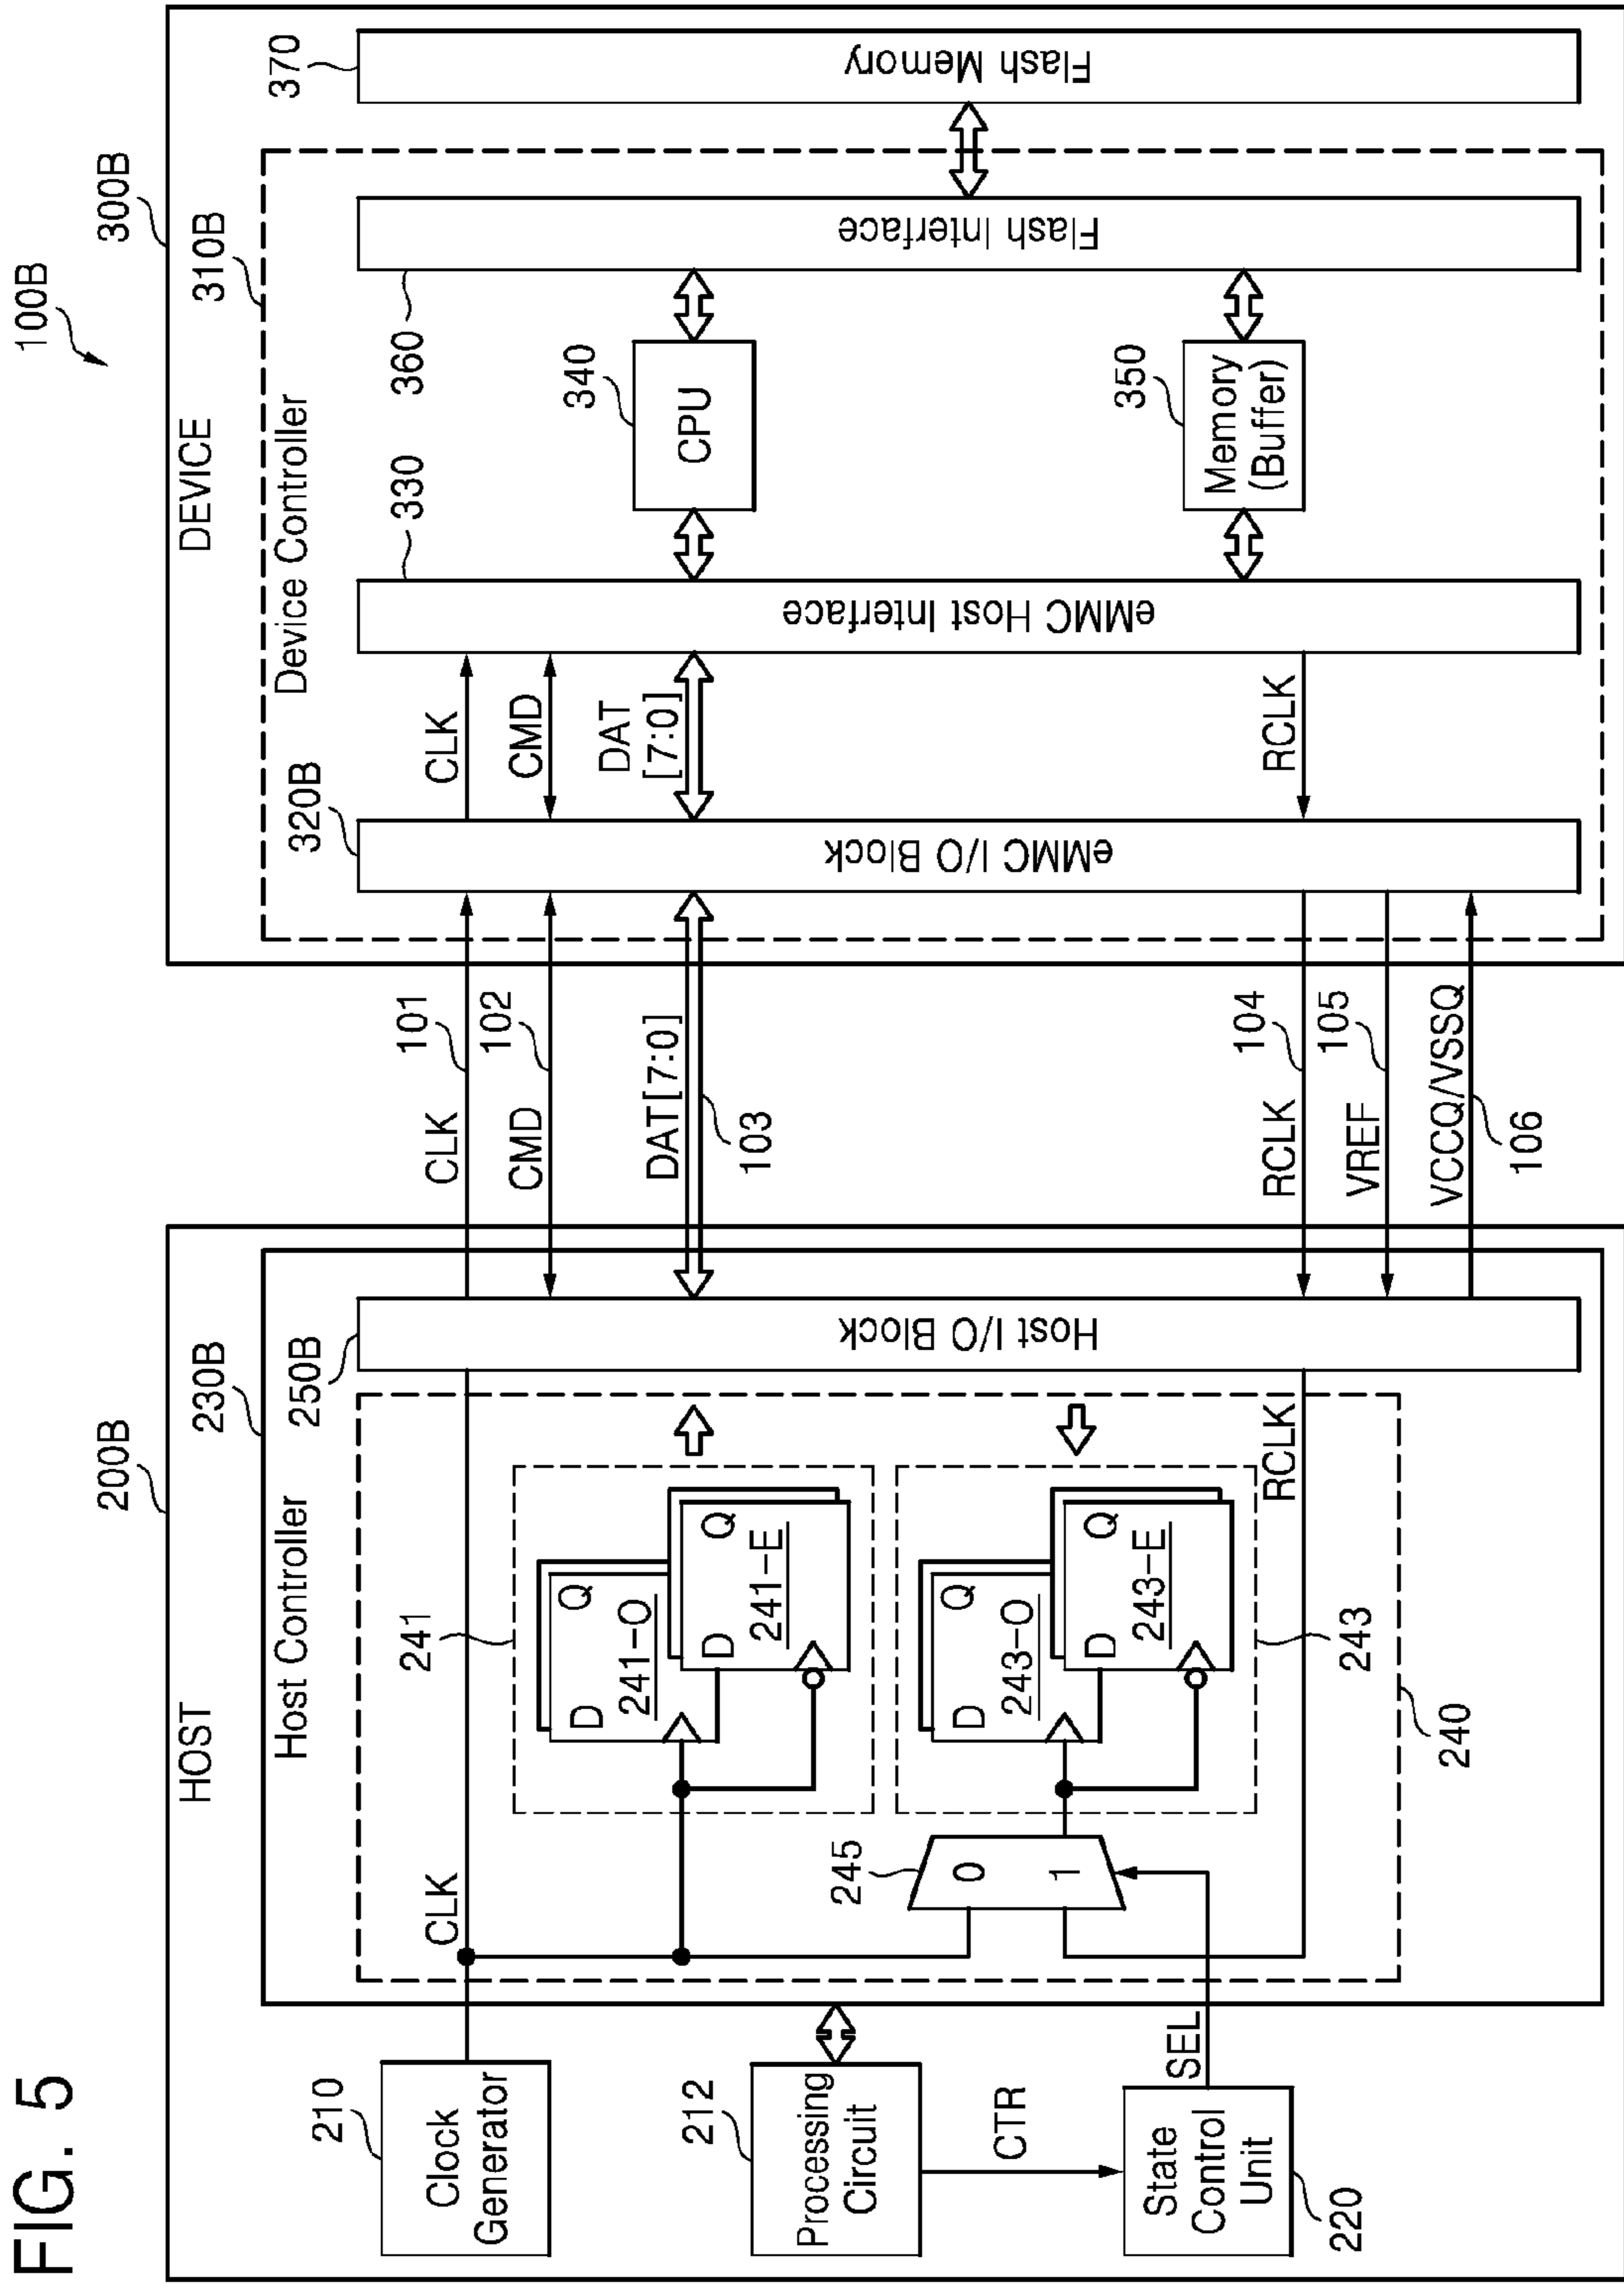 FIG. 5
100B
200B
HOST
230B
Host Controller
210
Clock
Generator
212
Processing
Circuit
CTR
State
Control
Unit
220
SEL
CLK
241
D
Q
241-O
D
Q
241-E
245
0
1
D
Q
243-O
D
Q
243-E
243
240
RCLK
250B
Host I/O Block
CLK
101
CMD
102
DAT[7:0]
103
RCLK
104
VREF
105
VCCQ/VSSQ
106
300B
DEVICE
310B
Device Controller
320B
eMMC I/O Block
CLK
CMD
DAT
[7:0]
RCLK
330
eMMC Host Interface
340
CPU
350
Memory
(Buffer)
360
Flash Interface
370
Flash Memory